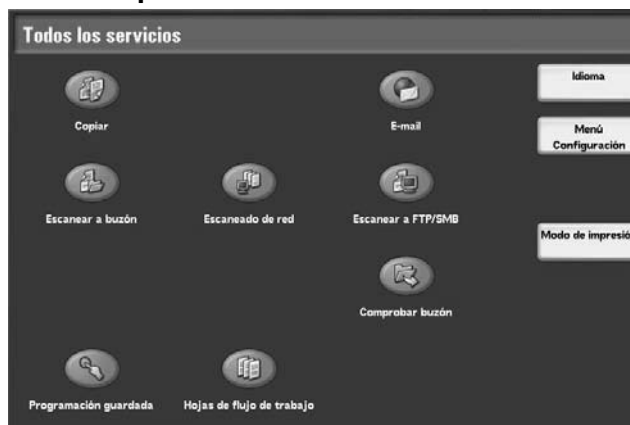 Todos los servicios
Copiar
E-mail
Idioma
Menú
Configuración
Escanear a buzón
Escaneado de red
Escanear a FTP/SMB
Modo de impresió
Comprobar buzón
Programación guardada
Hojas de flujo de trabajo